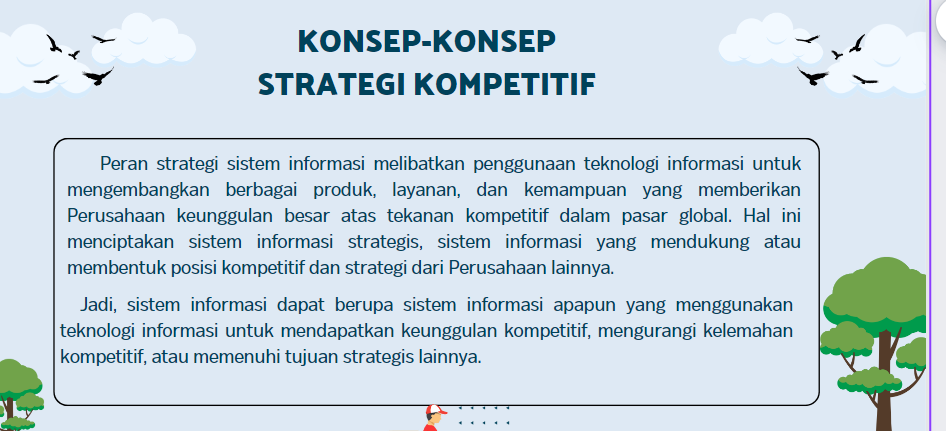 KONSEP-KONSEP
STRATEGI KOMPETITIF
Peran strategi sistem informasi melibatkan penggunaan teknologi informasi untuk
mengembangkan berbagai produk, layanan, dan kemampuan yang memberikan
Perusahaan keunggulan besar atas tekanan kompetitif dalam pasar global. Hal ini
menciptakan sistem informasi strategis, sistem informasi yang mendukung atau
membentuk posisi kompetitif dan strategi dari Perusahaan lainnya.
Jadi, sistem informasi dapat berupa sistem informasi apapun yang menggunakan
teknologi informasi untuk mendapatkan keunggulan kompetitif, mengurangi kelemahan
kompetitif, atau memenuhi tujuan strategis lainnya.